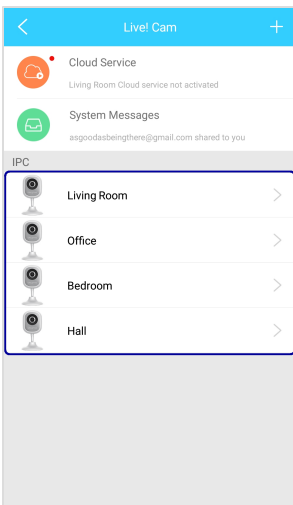 Live! Cam
Cloud Service
Living Room Cloud service not activated
System Messages
asgoodasbeingthere@gmail.com shared to you
IPC
Living Room
Office
Bedroom
Hall